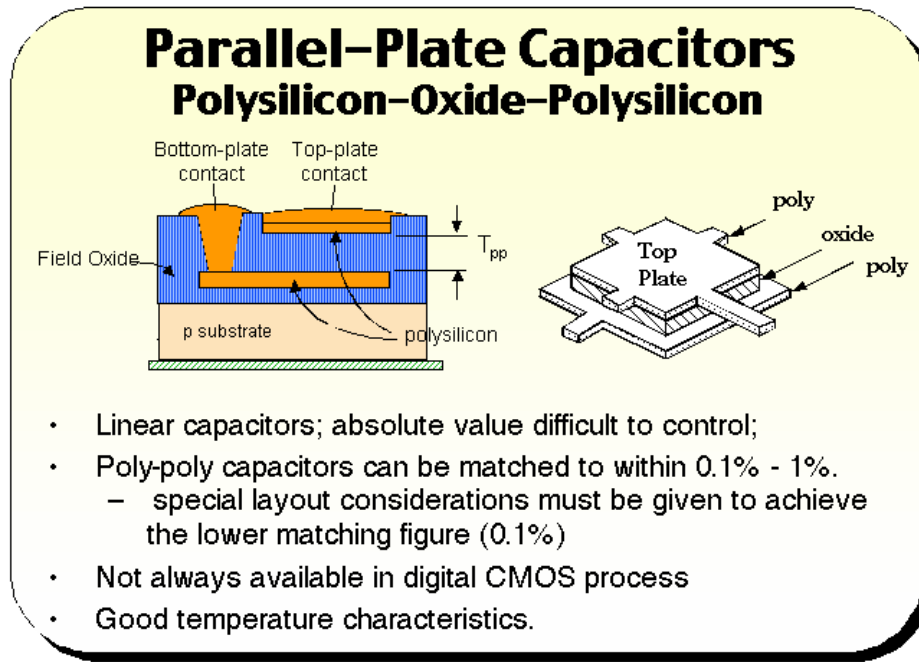 Parallel–Plate Capacitors
Polysilicon–Oxide–Polysilicon
Bottom-plate
contact
Top-plate
contact
Field Oxide
Tpp
p substrate
polysilicon
poly
oxide
poly
Top
Plate
• Linear capacitors; absolute value difficult to control;
• Poly-poly capacitors can be matched to within 0.1% - 1%.
– special layout considerations must be given to achieve
the lower matching figure (0.1%)
• Not always available in digital CMOS process
• Good temperature characteristics.